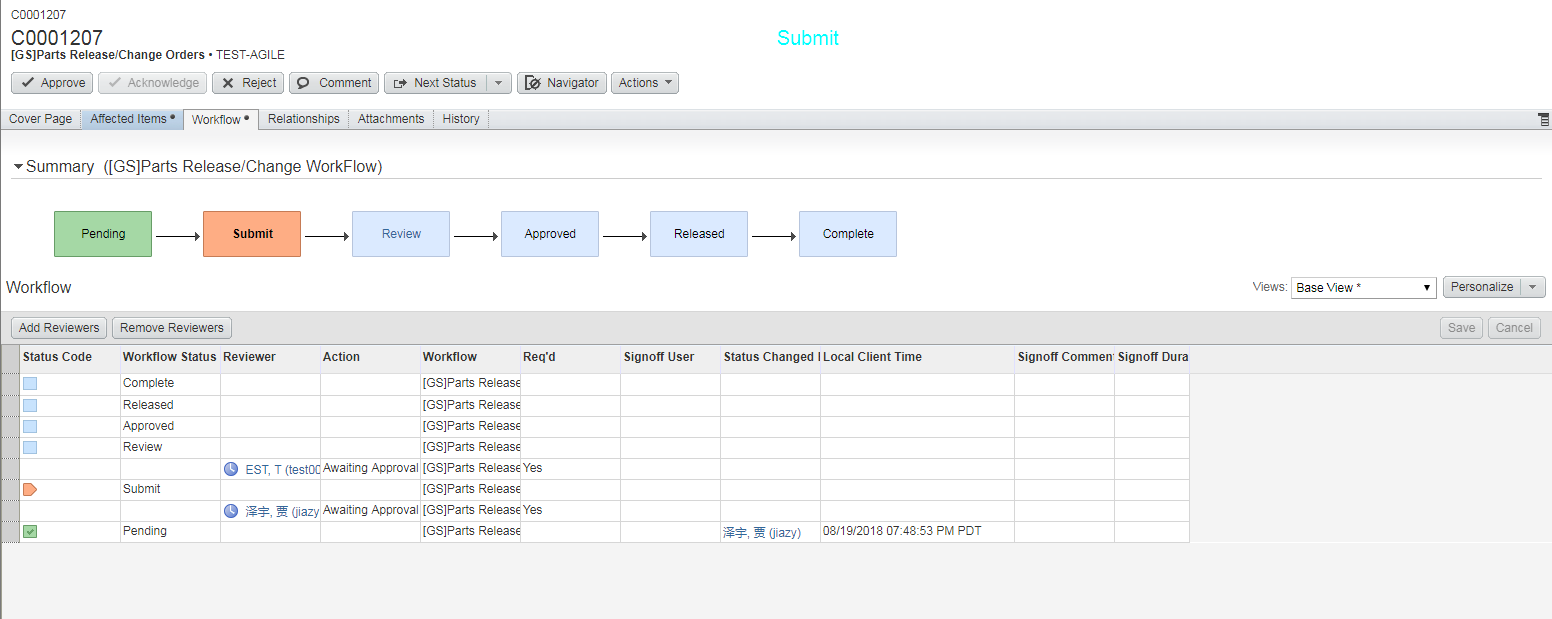 C0001207
C0001207
Submit
[GS]Parts Release/Change Orders • TEST-AGILE
Approve Acknowledge Reject Comment Next Status Navigator Actions
Cover Page Affected Items • Workflow • Relationships Attachments History
Summary ([GS]Parts Release/Change WorkFlow)
Pending Submit Review Approved Released Complete
Workflow
Views: Base View * Personalize
Add Reviewers Remove Reviewers Save Cancel
Status Code Workflow Status Reviewer Action Workflow Req'd Signoff User Status Changed Local Client Time Signoff Commen Signoff Dura
Complete [GS]Parts Release
Released [GS]Parts Release
Approved [GS]Parts Release
Review [GS]Parts Release
EST, T (test00 Awaiting Approval [GS]Parts Release Yes
Submit [GS]Parts Release
泽宇, 贾 (jiazy Awaiting Approval [GS]Parts Release Yes
Pending [GS]Parts Release 泽宇, 贾 (jiazy) 08/19/2018 07:48:53 PM PDT